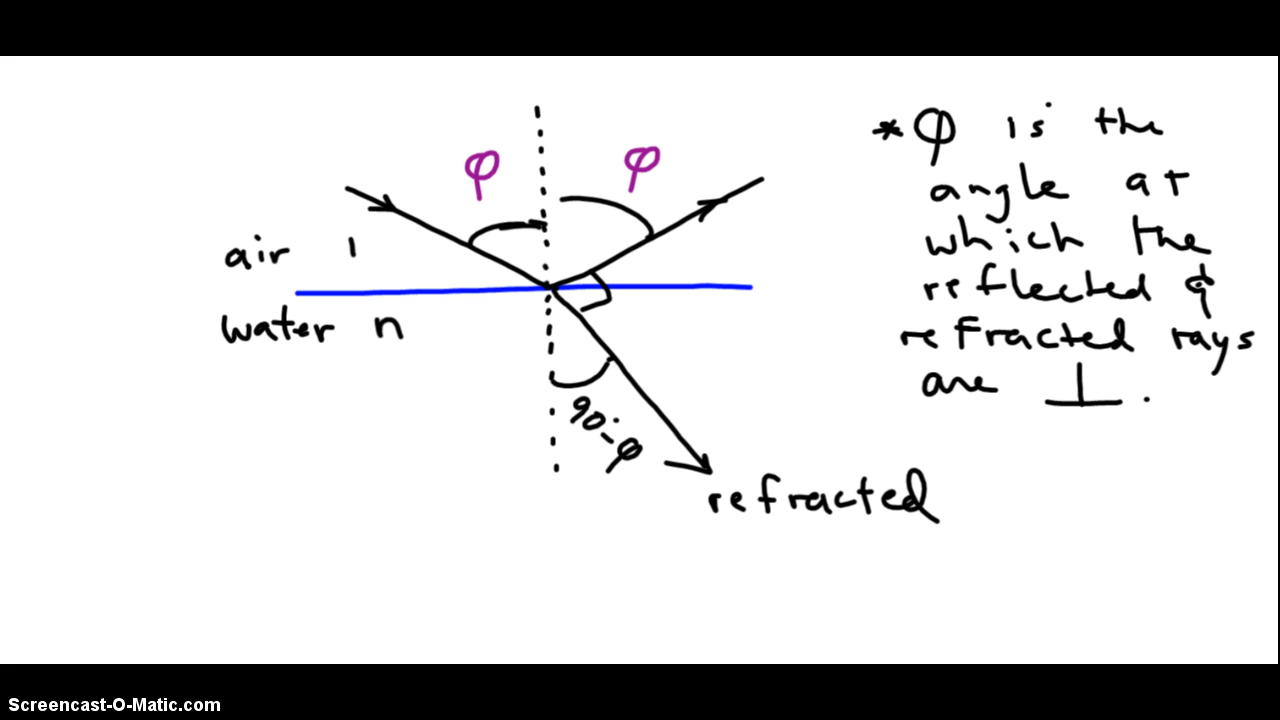 φ φ
air 1
water n
90°-φ
refracted
* φ is the
angle at
which the
reflected &
refracted rays
are ⊥.
Screencast-O-Matic.com